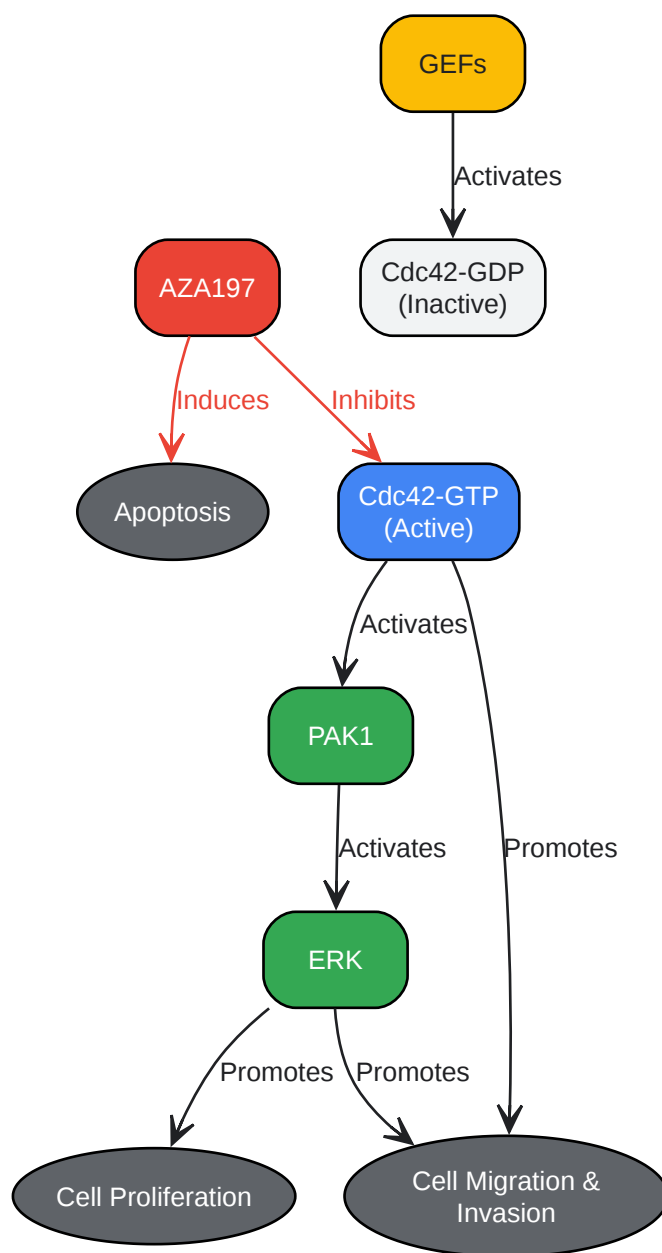 GEFs
Activates
AZA197
Cdc42-GDP
(Inactive)
Induces
Inhibits
Apoptosis
Cdc42-GTP
(Active)
Activates
PAK1
Activates
Promotes
ERK
Promotes
Promotes
Cell Proliferation
Cell Migration &
Invasion